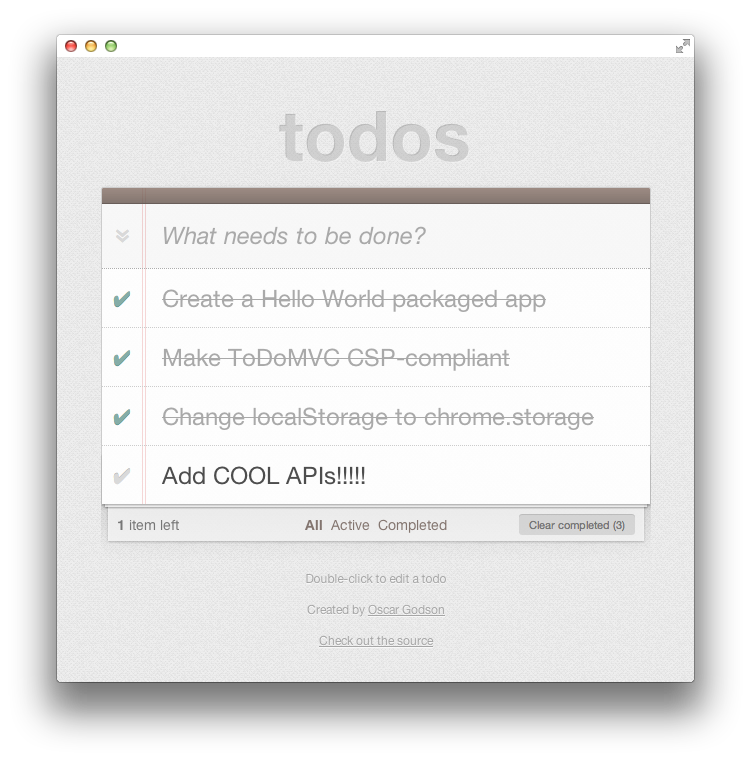 todos
What needs to be done?
Create a Hello World packaged app
Make ToDoMVC CSP-compliant
Change localStorage to chrome.storage
Add COOL APIs!!!!!
1 item left All Active Completed Clear completed (3)
Double-click to edit a todo
Created by Oscar Godson
Check out the source